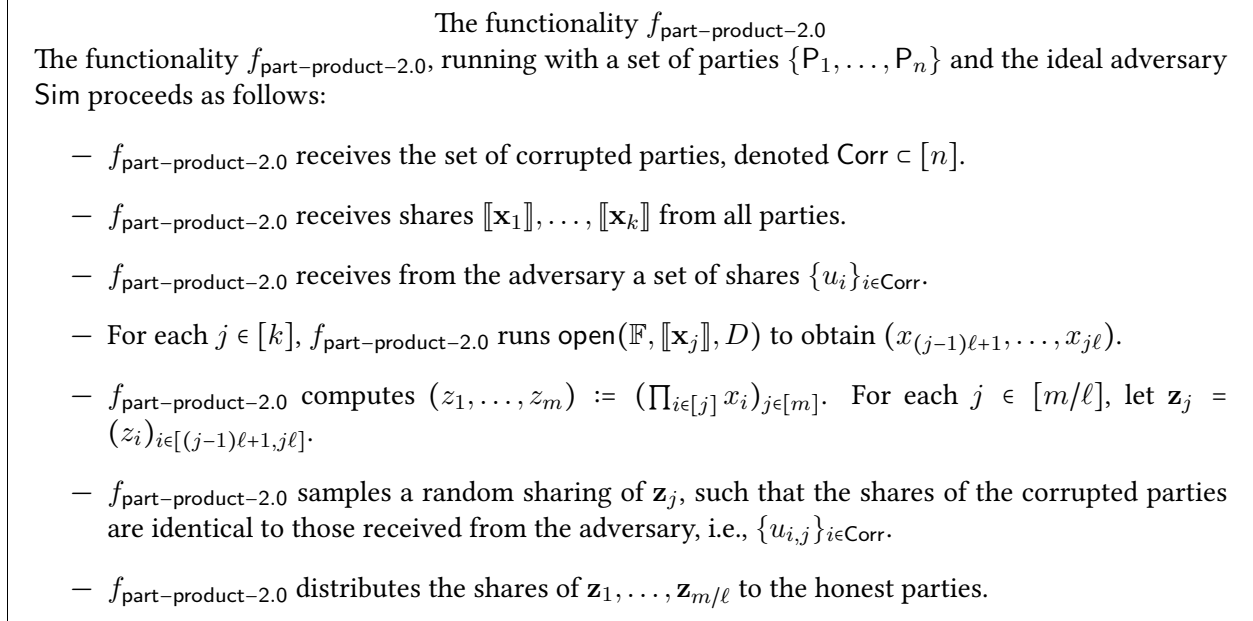 The functionality f_part−product−2.0
The functionality f_part−product−2.0, running with a set of parties {P_1, . . . , P_n} and the ideal adversary
Sim proceeds as follows:
− f_part−product−2.0 receives the set of corrupted parties, denoted Corr ⊂ [n].
− f_part−product−2.0 receives shares ⟦x_1⟧, . . . , ⟦x_k⟧ from all parties.
− f_part−product−2.0 receives from the adversary a set of shares {u_i}_{i∈Corr}.
− For each j ∈ [k], f_part−product−2.0 runs open(𝔽, ⟦x_j⟧, D) to obtain (x_{(j−1)ℓ+1}, . . . , x_{jℓ}).
− f_part−product−2.0 computes (z_1, . . . , z_m) := (∏_{i∈[j]} x_i)_{j∈[m]}. For each j ∈ [m/ℓ], let z_j =
(z_i)_{i∈[(j−1)ℓ+1,jℓ]}.
− f_part−product−2.0 samples a random sharing of z_j, such that the shares of the corrupted parties
are identical to those received from the adversary, i.e., {u_{i,j}}_{i∈Corr}.
− f_part−product−2.0 distributes the shares of z_1, . . . , z_{m/ℓ} to the honest parties.